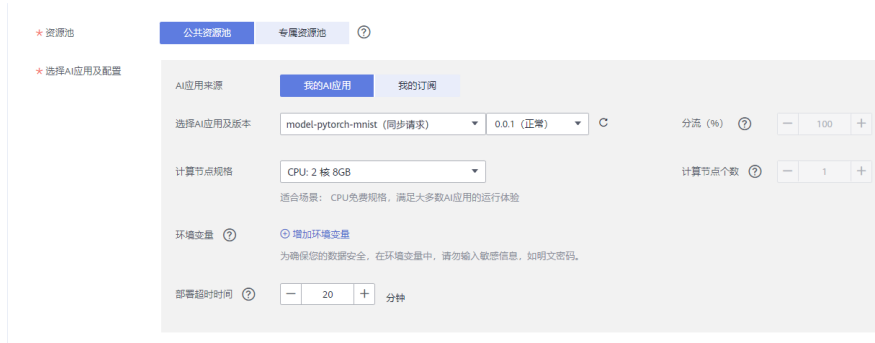 * 资源池 公共资源池 专属资源池 ?
* 选择AI应用及配置
AI应用来源 我的AI应用 我的订阅
选择AI应用及版本 model-pytorch-mnist（同步请求） 0.0.1（正常） 分流（%） ? — 100 +
计算节点规格 CPU: 2 核 8GB 计算节点个数 ? — 1 +
适合场景： CPU免费规格，满足大多数AI应用的运行体验
环境变量 ? ⊕ 增加环境变量
为确保您的数据安全，在环境变量中，请勿输入敏感信息，如明文密码。
部署超时时间 ? — 20 + 分钟